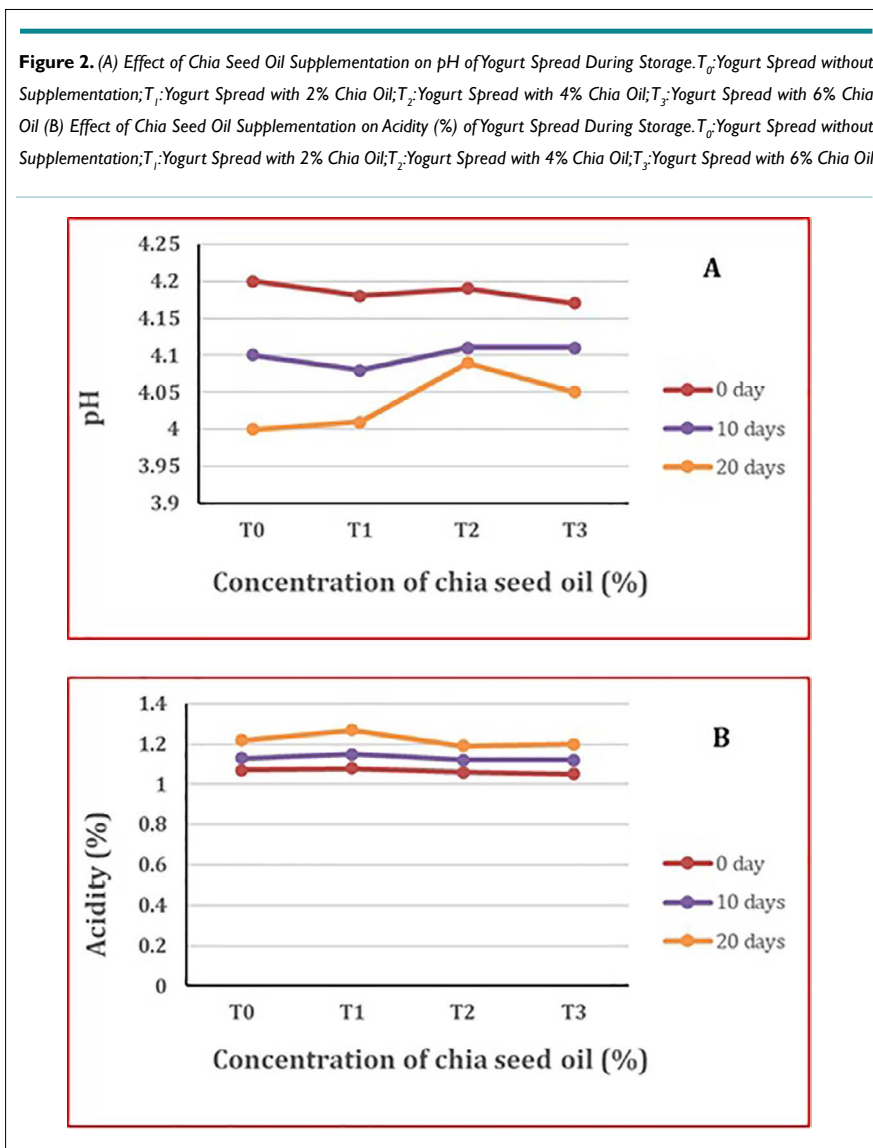 Figure 2. (A) Effect of Chia Seed Oil Supplementation on pH of Yogurt Spread During Storage. T0: Yogurt Spread without
Supplementation; T1: Yogurt Spread with 2% Chia Oil; T2: Yogurt Spread with 4% Chia Oil; T3: Yogurt Spread with 6% Chia
Oil (B) Effect of Chia Seed Oil Supplementation on Acidity (%) of Yogurt Spread During Storage. T0: Yogurt Spread without
Supplementation; T1: Yogurt Spread with 2% Chia Oil; T2: Yogurt Spread with 4% Chia Oil; T3: Yogurt Spread with 6% Chia Oil
A
pH
4.25
4.2
4.15
4.1
4.05
4
3.95
3.9
T0 T1 T2 T3
Concentration of chia seed oil (%)
0 day
10 days
20 days
B
Acidity (%)
1.4
1.2
1
0.8
0.6
0.4
0.2
0
T0 T1 T2 T3
Concentration of chia seed oil (%)
0 day
10 days
20 days